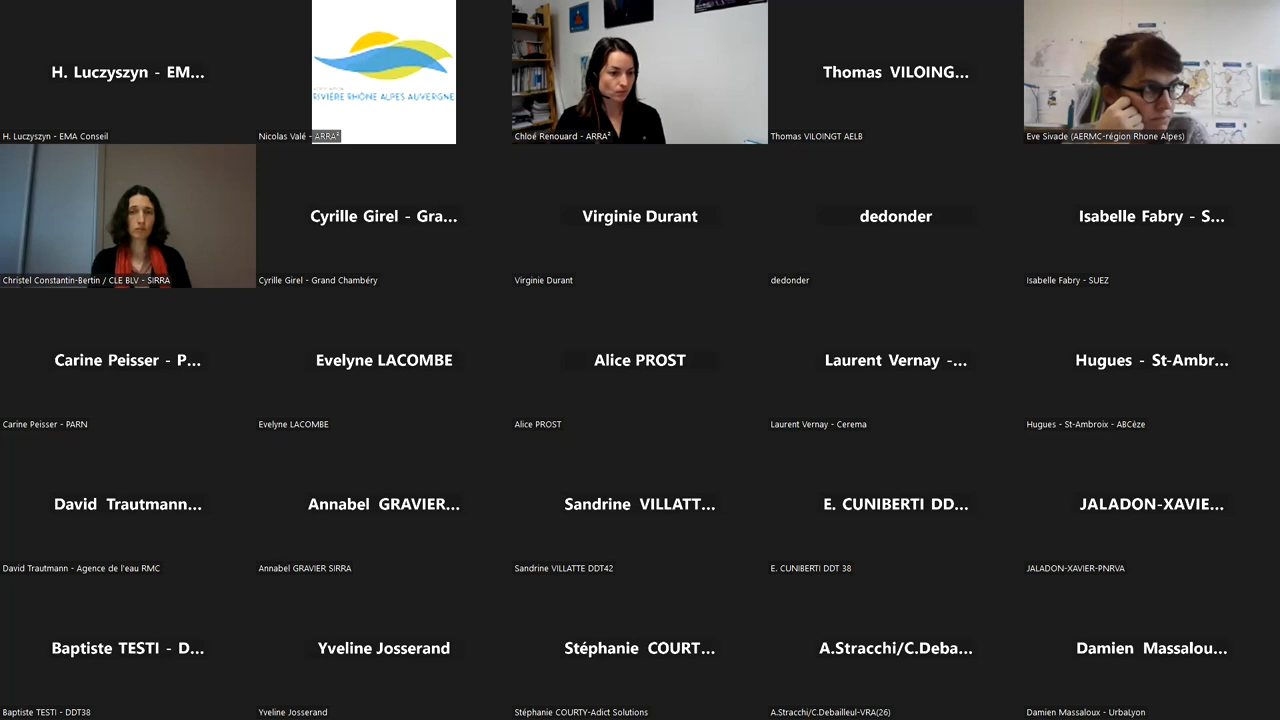 H. Luczyszyn - EM...
H. Luczyszyn - EMA Conseil
RIVIÈRE RHÔNE ALPES AUVERGNE
Nicolas Valé - ARRA²
Chloé Renouard - ARRA²
Thomas VILOING...
Thomas VILOINGT AELB
Eve Sivade (AERMC-région Rhone Alpes)
Christel Constantin-Bertin / CLE BLV - SIRRA
Cyrille Girel - Gra...
Cyrille Girel - Grand Chambéry
Virginie Durant
Virginie Durant
dedonder
dedonder
Isabelle Fabry - S...
Isabelle Fabry - SUEZ
Carine Peisser - P...
Carine Peisser - PARN
Evelyne LACOMBE
Evelyne LACOMBE
Alice PROST
Alice PROST
Laurent Vernay -...
Laurent Vernay - Cerema
Hugues - St-Ambr...
Hugues - St-Ambroix - ABCèze
David Trautmann...
David Trautmann - Agence de l'eau RMC
Annabel GRAVIER...
Annabel GRAVIER SIRRA
Sandrine VILLATT...
Sandrine VILLATTE DDT42
E. CUNIBERTI DD...
E. CUNIBERTI DDT 38
JALADON-XAVIE...
JALADON-XAVIER-PNRVA
Baptiste TESTI - D...
Baptiste TESTI - DDT38
Yveline Josserand
Yveline Josserand
Stéphanie COURT...
Stéphanie COURTY-Adict Solutions
A.Stracchi/C.Deba...
A.Stracchi/C.Debailleul-VRA(26)
Damien Massalou...
Damien Massaloux - UrbaLyon